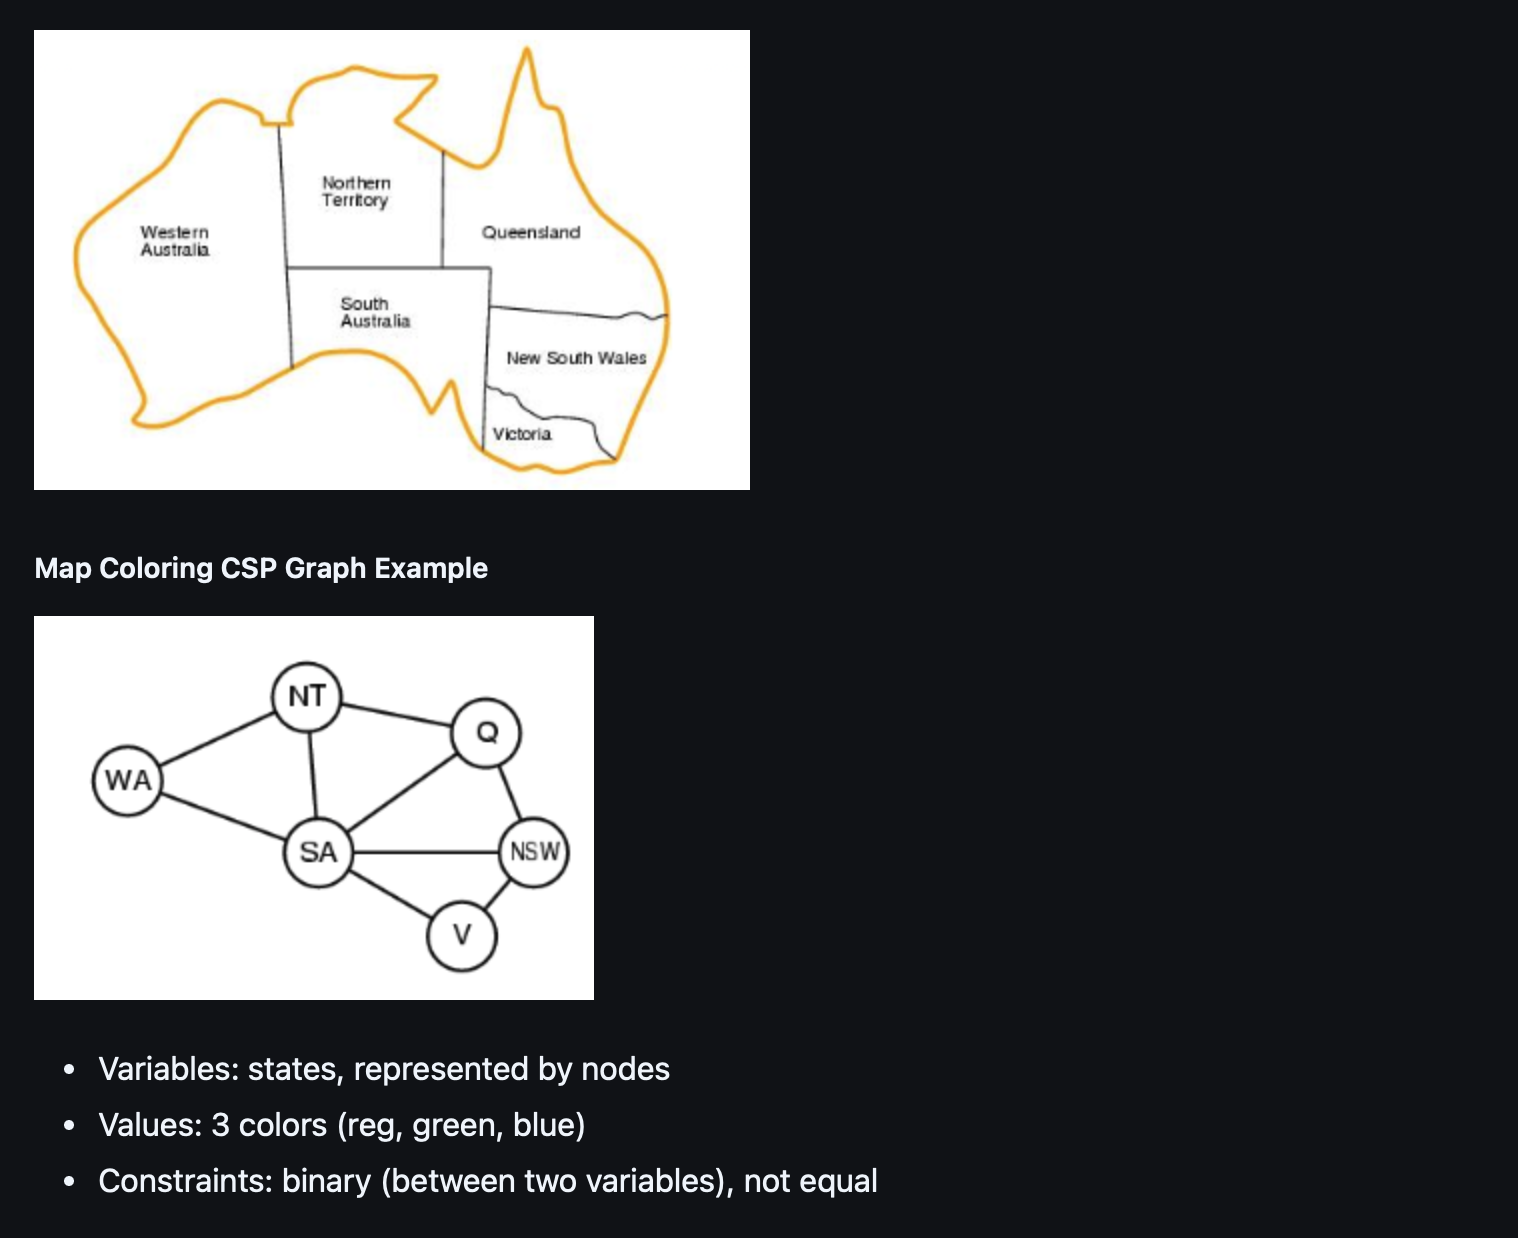 Northern
Territory
Western
Australia
Queensland
South
Australia
New South Wales
Victoria
Map Coloring CSP Graph Example
NT
Q
WA
SA
NSW
V
• Variables: states, represented by nodes
• Values: 3 colors (reg, green, blue)
• Constraints: binary (between two variables), not equal